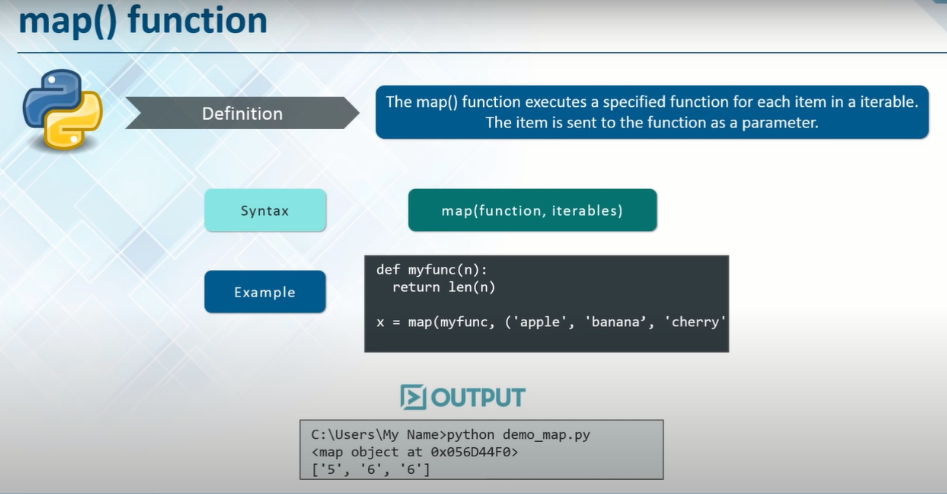 map() function
Definition
The map() function executes a specified function for each item in a iterable.
The item is sent to the function as a parameter.
Syntax
map(function, iterables)
Example
def myfunc(n):
  return len(n)
x = map(myfunc, ('apple', 'banana’, 'cherry'
OUTPUT
C:\Users\My Name>python demo_map.py
<map object at 0x056D44F0>
['5', '6', '6']